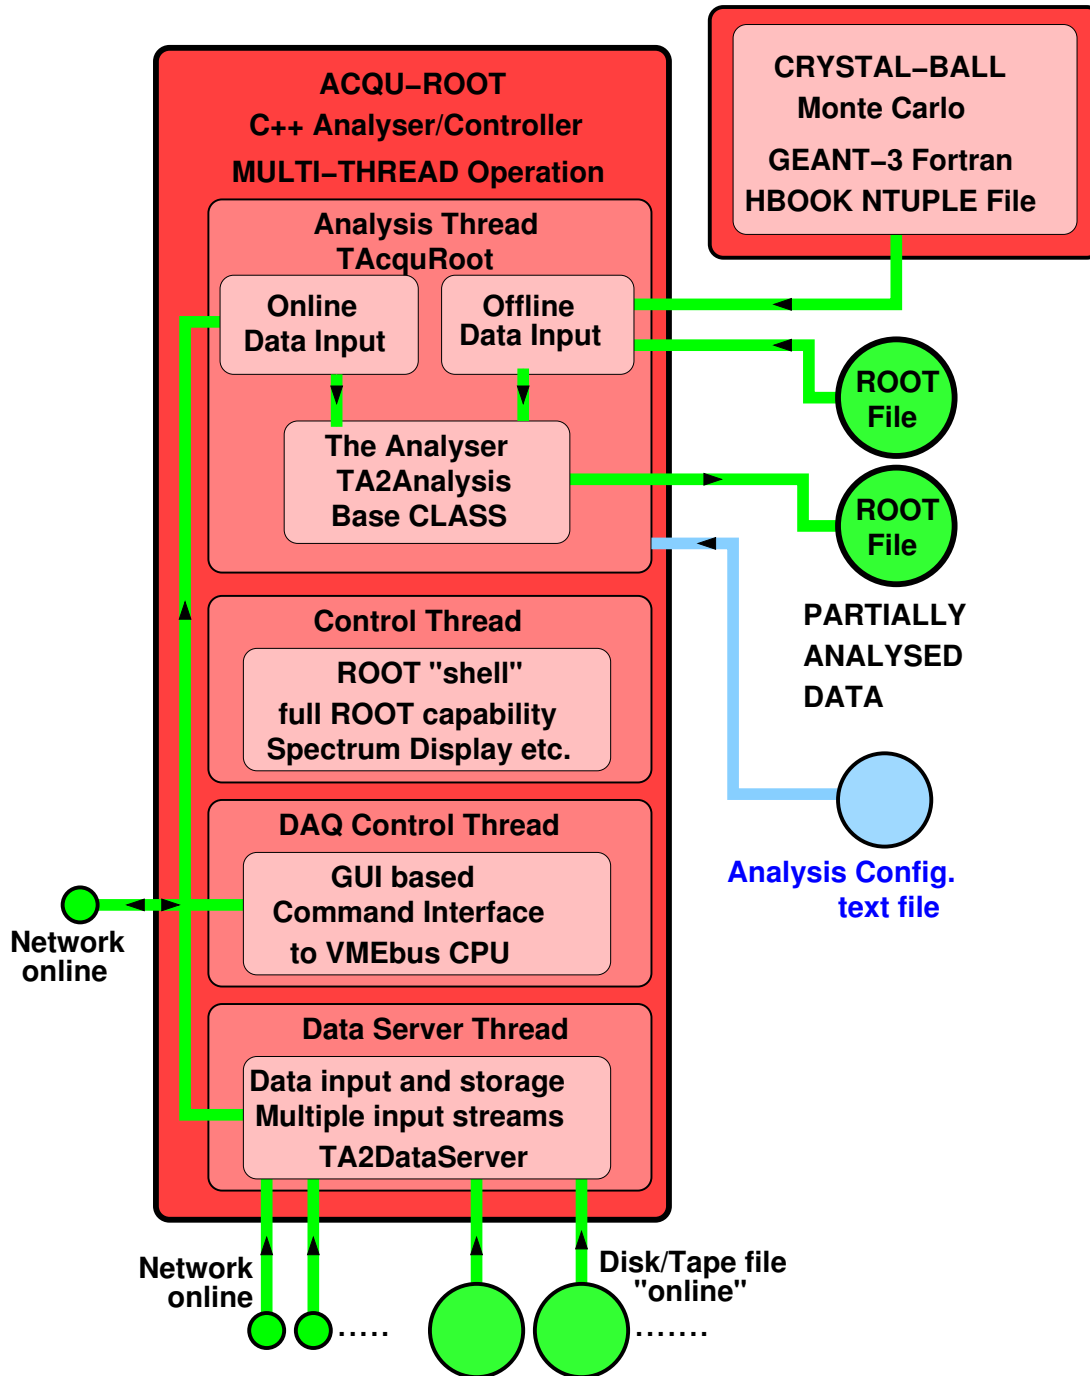 ACQU–ROOT
C++ Analyser/Controller
MULTI–THREAD Operation
Analysis Thread
TAcquRoot
Online
Data Input
Offline
Data Input
The Analyser
TA2Analysis
Base CLASS
Control Thread
ROOT "shell"
full ROOT capability
Spectrum Display etc.
DAQ Control Thread
GUI based
Command Interface
to VMEbus CPU
Data Server Thread
Data input and storage
Multiple input streams
TA2DataServer
CRYSTAL–BALL
Monte Carlo
GEANT–3 Fortran
HBOOK NTUPLE File
ROOT
File
ROOT
File
PARTIALLY
ANALYSED
DATA
Analysis Config.
text file
Network
online
Network
online
.....
Disk/Tape file
"online"
.......